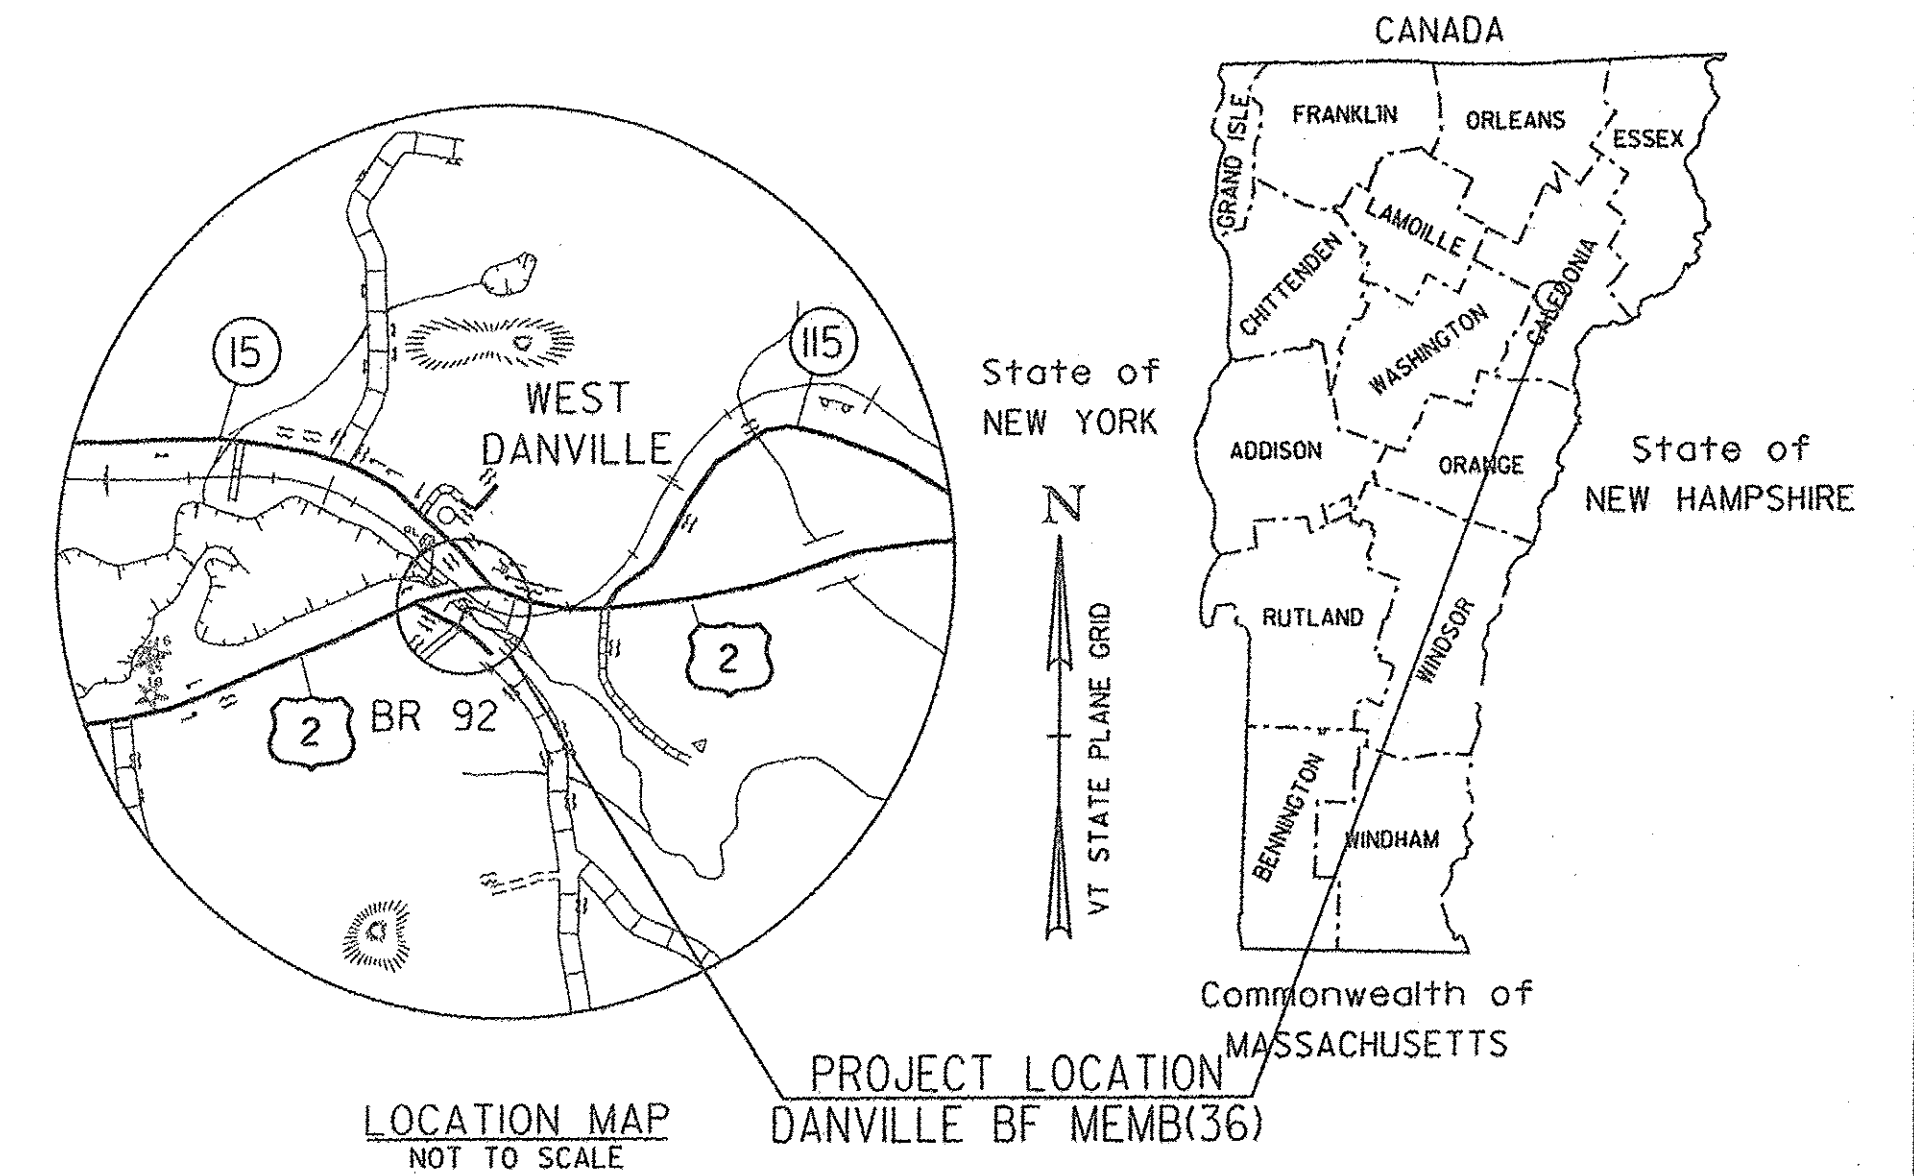 CANADA
FRANKLIN
ORLEANS
ESSEX
GRAND ISLE
LAMOILLE
CHITTENDEN
CALEDONIA
WASHINGTON
ADDISON
ORANGE
RUTLAND
WINDSOR
BENNINGTON
WINDHAM
State of
NEW YORK
State of
NEW HAMPSHIRE
Commonwealth of
MASSACHUSETTS
N
VT STATE PLANE GRID
15
115
WEST
DANVILLE
2
2
BR 92
PROJECT LOCATION
DANVILLE BF MEMB(36)
LOCATION MAP
NOT TO SCALE